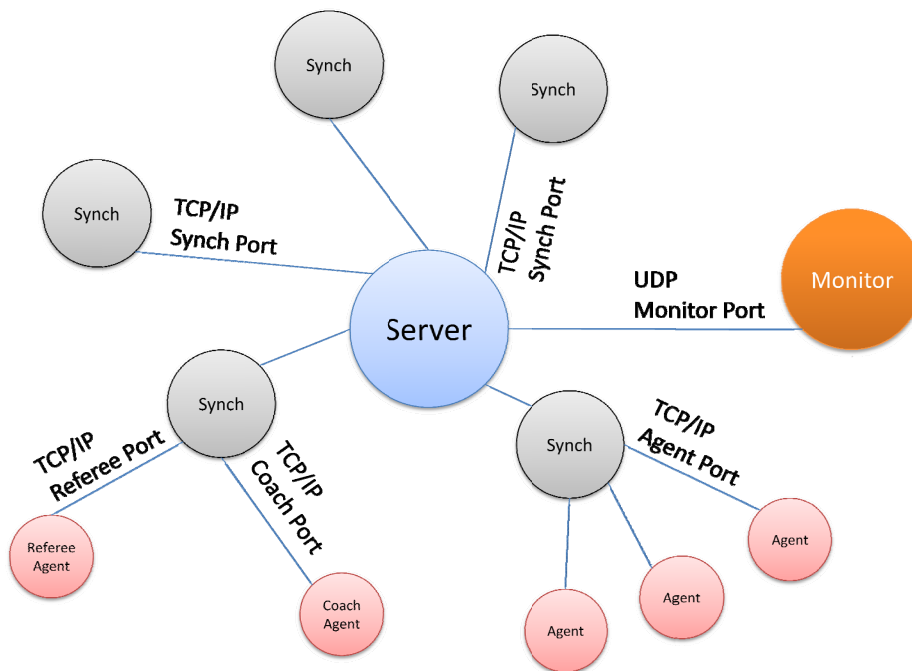 Synch
Synch
Synch
TCP/IP
Synch Port
TCP/IP
Synch Port
UDP
Monitor Port
Monitor
Server
Synch
Synch
TCP/IP
Referee Port
TCP/IP
Coach Port
TCP/IP
Agent Port
Referee
Agent
Coach
Agent
Agent
Agent
Agent